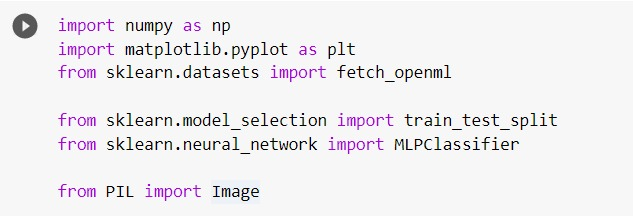 import numpy as np
import matplotlib.pyplot as plt
from sklearn.datasets import fetch_openml
from sklearn.model_selection import train_test_split
from sklearn.neural_network import MLPClassifier
from PIL import Image